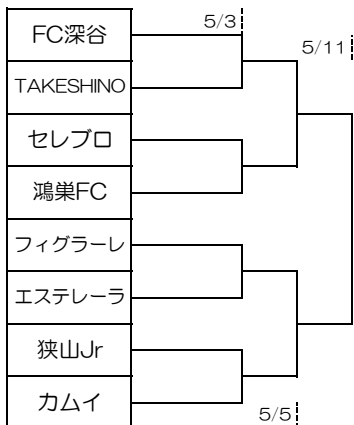 5/3
5/11
FC深谷
TAKESHINO
セレブロ
鴻巣FC
フィグラーレ
エステレーラ
狭山Jr
カムイ
5/5